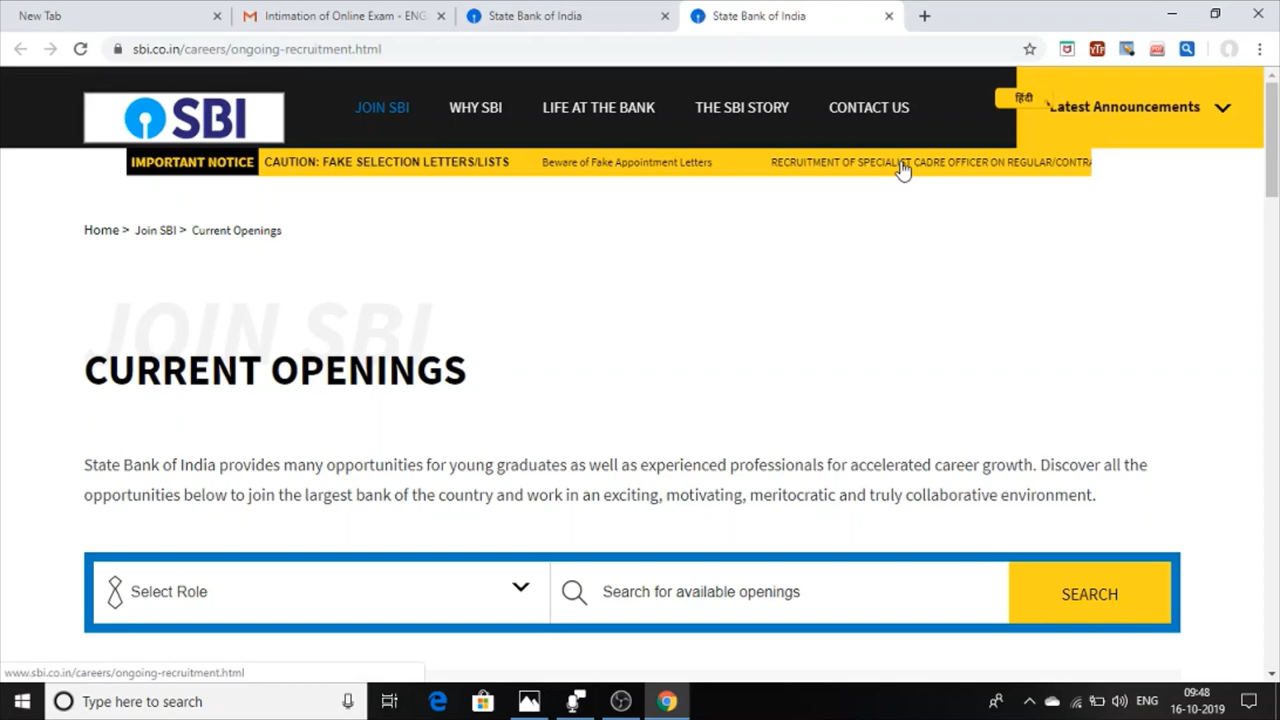 New Tab
Intimation of Online Exam - ENG
State Bank of India
State Bank of India
sbi.co.in/careers/ongoing-recruitment.html
SBI
JOIN SBI
WHY SBI
LIFE AT THE BANK
THE SBI STORY
CONTACT US
हिंदी
Latest Announcements
IMPORTANT NOTICE
CAUTION: FAKE SELECTION LETTERS/LISTS
Beware of Fake Appointment Letters
RECRUITMENT OF SPECIALIST CADRE OFFICER ON REGULAR/CONTRA
Home > Join SBI > Current Openings
JOIN SBI
CURRENT OPENINGS
State Bank of India provides many opportunities for young graduates as well as experienced professionals for accelerated career growth. Discover all the
opportunities below to join the largest bank of the country and work in an exciting, motivating, meritocratic and truly collaborative environment.
Select Role
Search for available openings
SEARCH
www.sbi.co.in/careers/ongoing-recruitment.html
Type here to search
ENG
09:48
16-10-2019